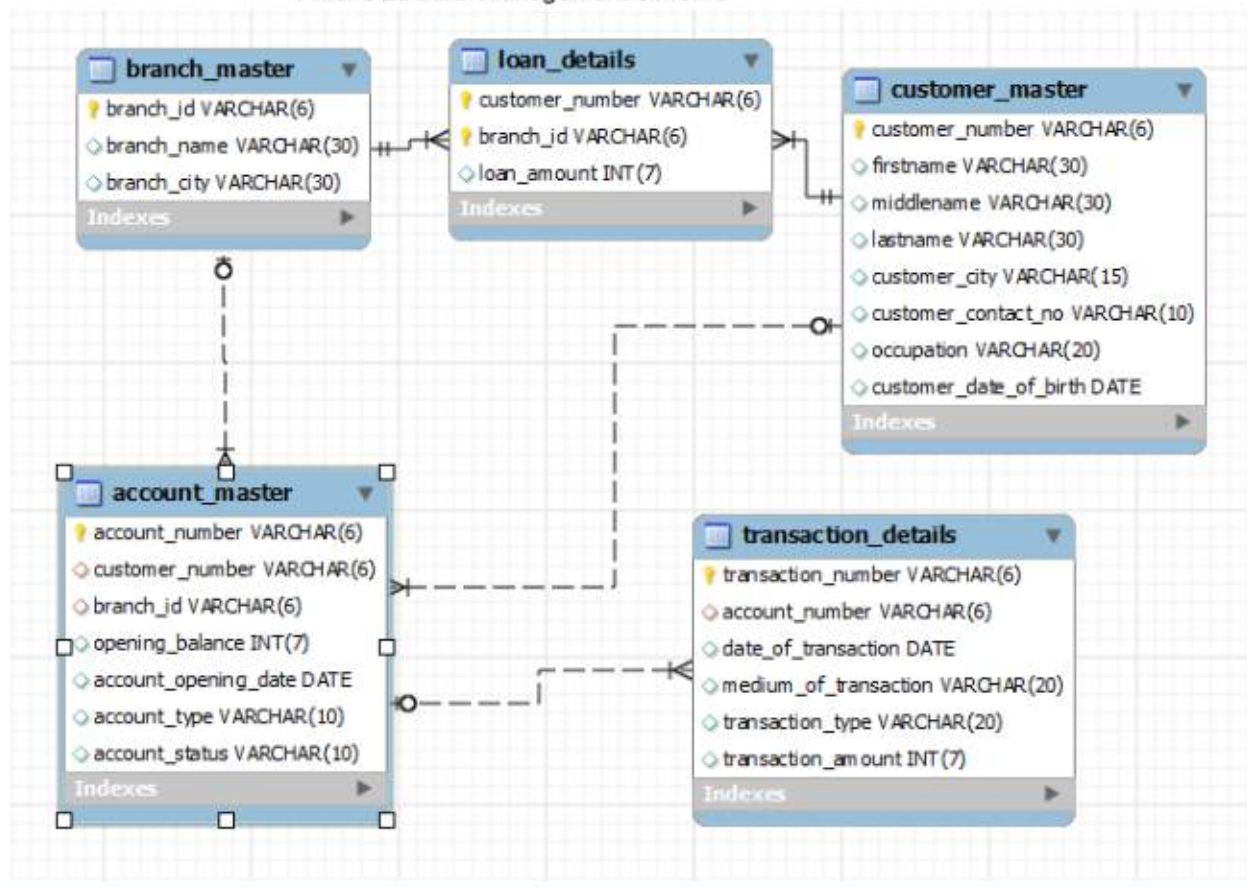 branch_master
branch_id VARCHAR(6)
branch_name VARCHAR(30)
branch_city VARCHAR(30)
Indexes
loan_details
customer_number VARCHAR(6)
branch_id VARCHAR(6)
loan_amount INT(7)
Indexes
customer_master
customer_number VARCHAR(6)
firstname VARCHAR(30)
middlename VARCHAR(30)
lastname VARCHAR(30)
customer_city VARCHAR(15)
customer_contact_no VARCHAR(10)
occupation VARCHAR(20)
customer_date_of_birth DATE
Indexes
account_master
account_number VARCHAR(6)
customer_number VARCHAR(6)
branch_id VARCHAR(6)
opening_balance INT(7)
account_opening_date DATE
account_type VARCHAR(10)
account_status VARCHAR(10)
Indexes
transaction_details
transaction_number VARCHAR(6)
account_number VARCHAR(6)
date_of_transaction DATE
medium_of_transaction VARCHAR(20)
transaction_type VARCHAR(20)
transaction_amount INT(7)
Indexes